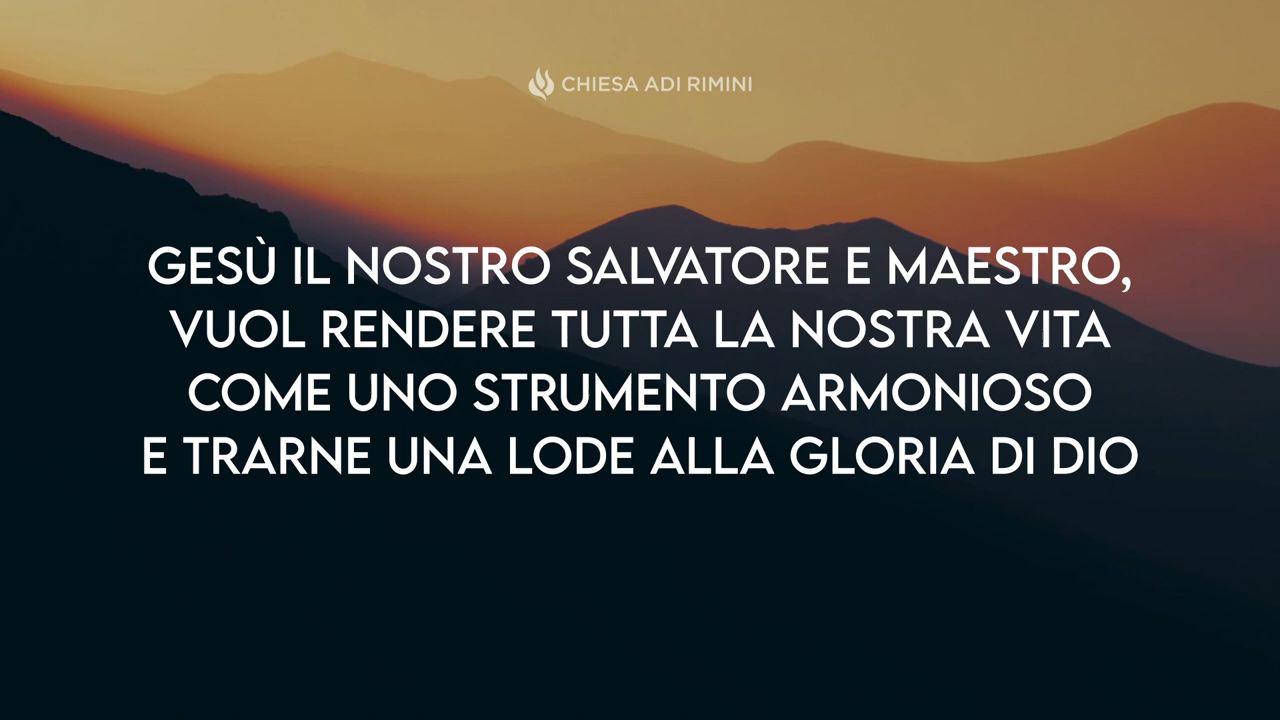 CHIESA ADI RIMINI
GESÙ IL NOSTRO SALVATORE E MAESTRO,
VUOL RENDERE TUTTA LA NOSTRA VITA
COME UNO STRUMENTO ARMONIOSO
E TRARNE UNA LODE ALLA GLORIA DI DIO